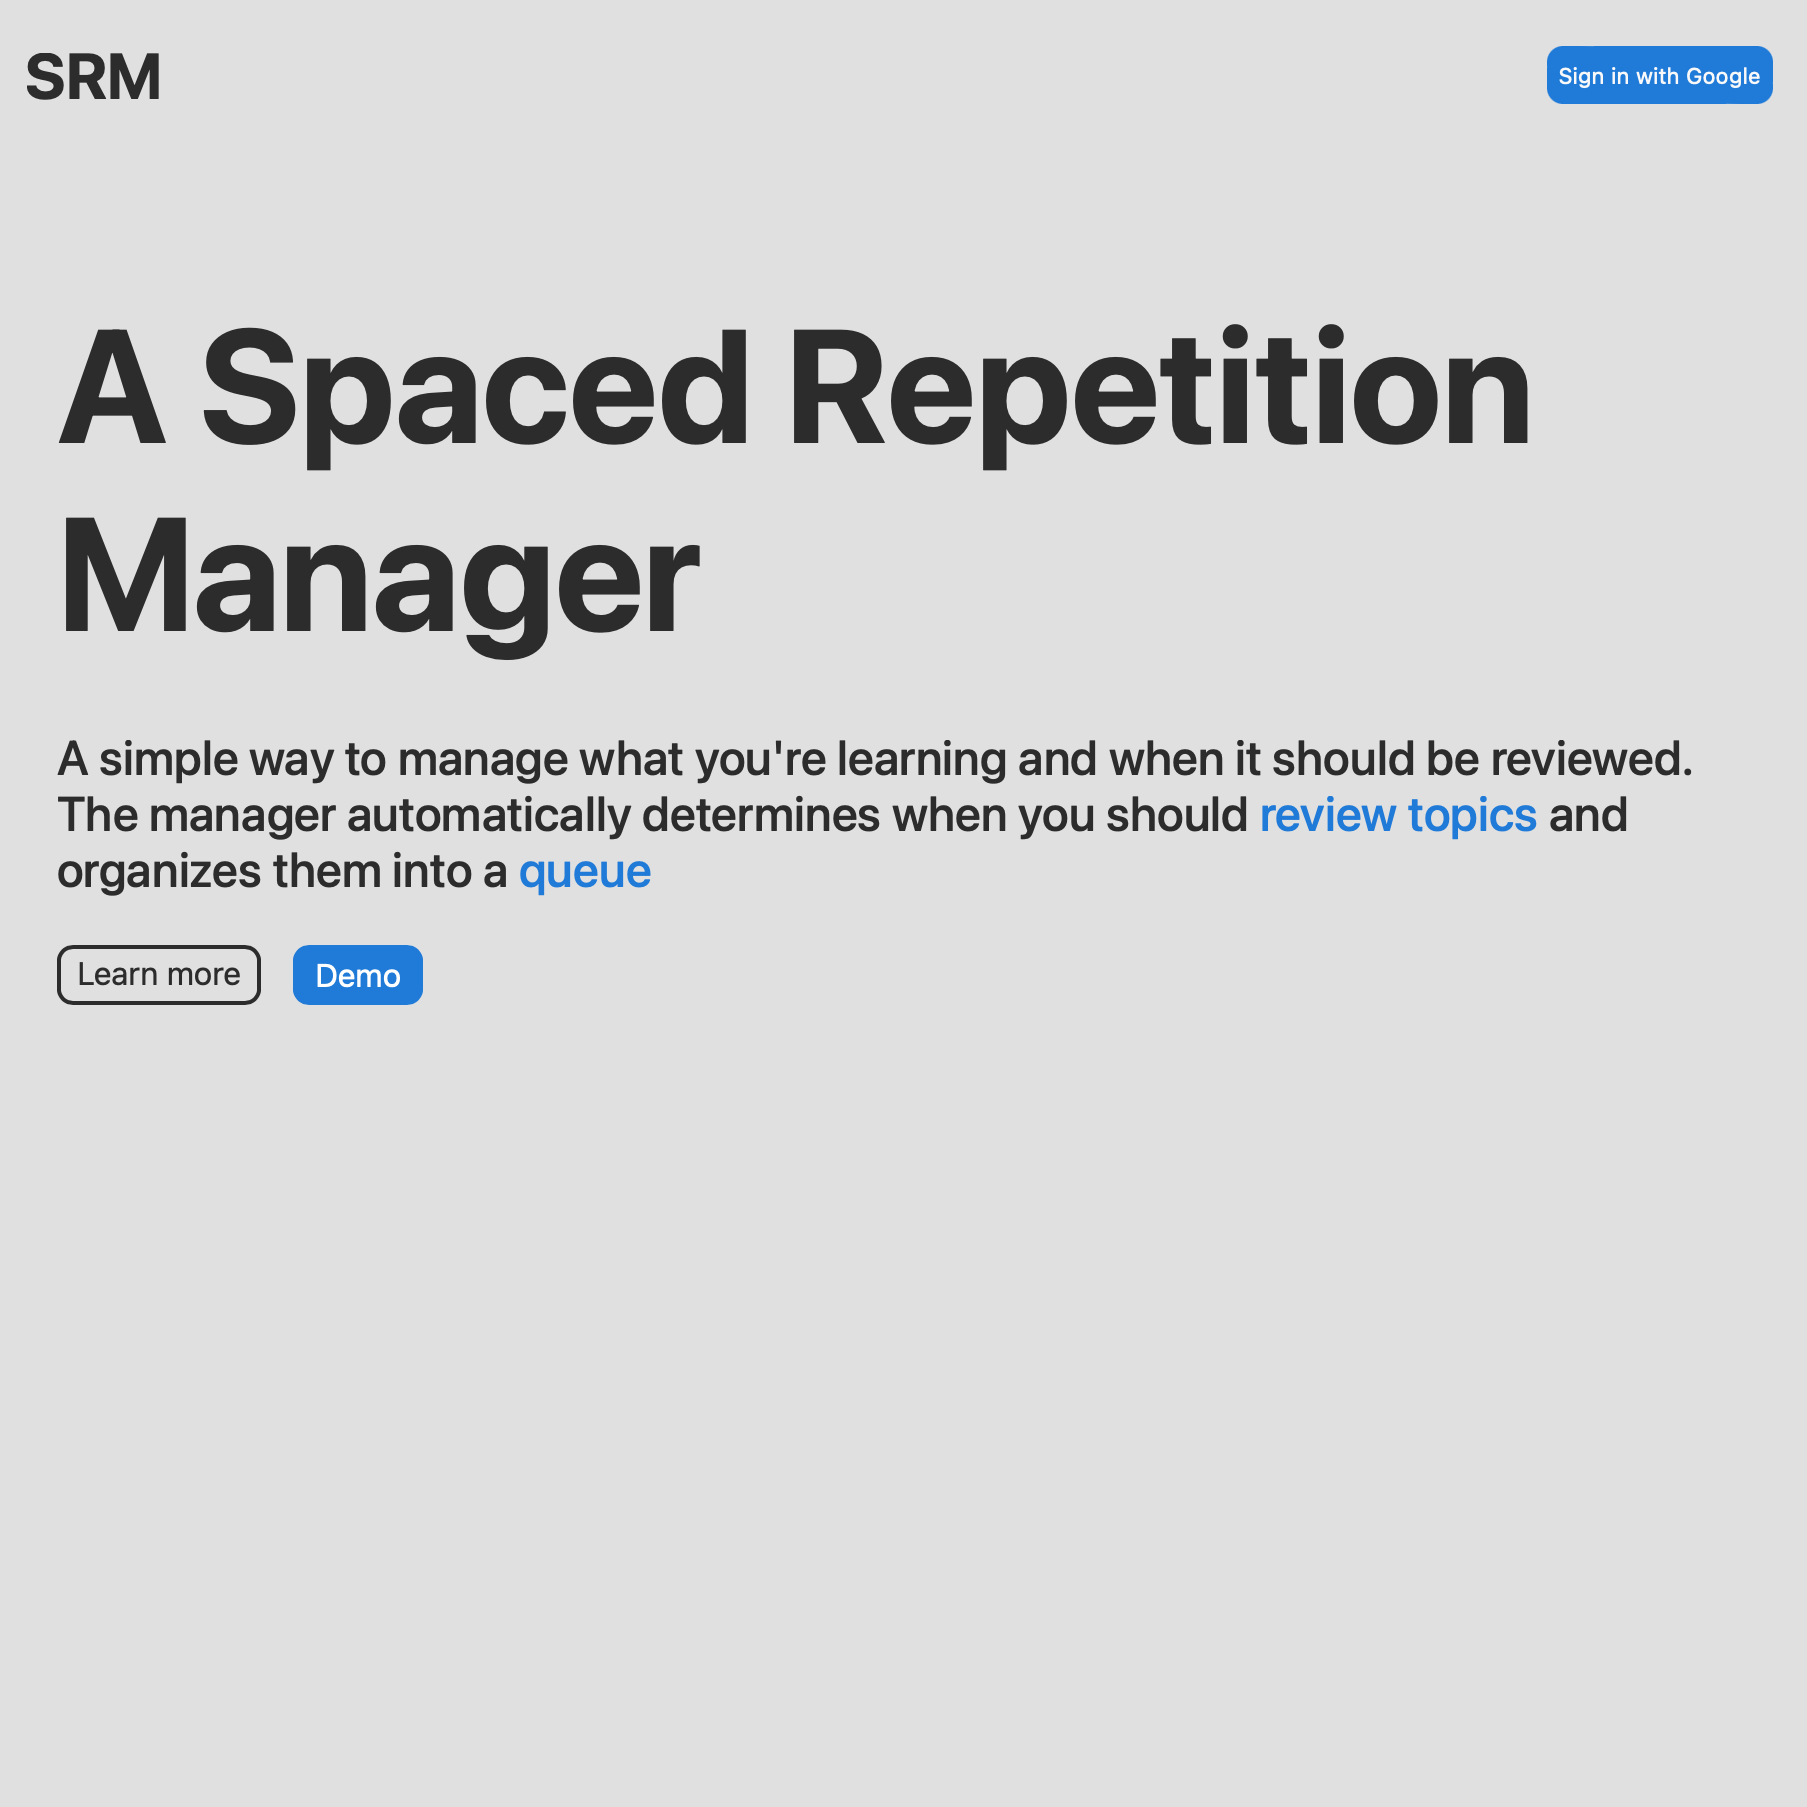 SRM
Sign in with Google
A Spaced Repetition
Manager
A simple way to manage what you're learning and when it should be reviewed.
The manager automatically determines when you should review topics and
organizes them into a queue
Learn more
Demo